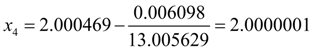 x₄ = 2.000469 − 0.006098 / 13.005629 = 2.0000001